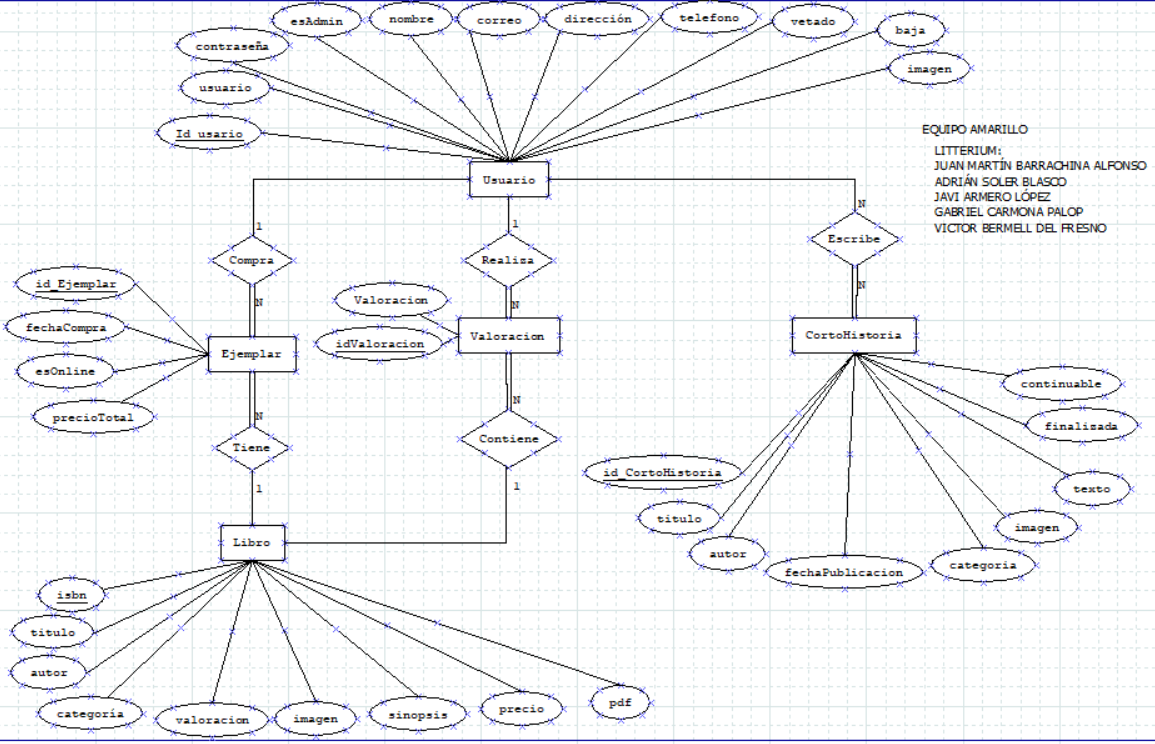 esAdmin
nombre
correo
dirección
telefono
vetado
baja
imagen
contraseña
usuario
Id_usario
EQUIPO AMARILLO
LITTERIUM:
JUAN MARTÍN BARRACHINA ALFONSO
ADRIÁN SOLER BLASCO
JAVI ARMERO LÓPEZ
GABRIEL CARMONA PALOP
VICTOR BERMELL DEL FRESNO
Usuario
1
1
N
Compra
Realiza
Escribe
N
N
N
id_Ejemplar
fechaCompra
esOnline
precioTotal
Ejemplar
Valoracion
idValoracion
Valoracion
CortoHistoria
N
N
Tiene
Contiene
1
1
continuable
finalizada
texto
imagen
categoria
fechaPublicacion
autor
titulo
id_CortoHistoria
Libro
isbn
titulo
autor
categoría
valoracion
imagen
sinopsis
precio
pdf